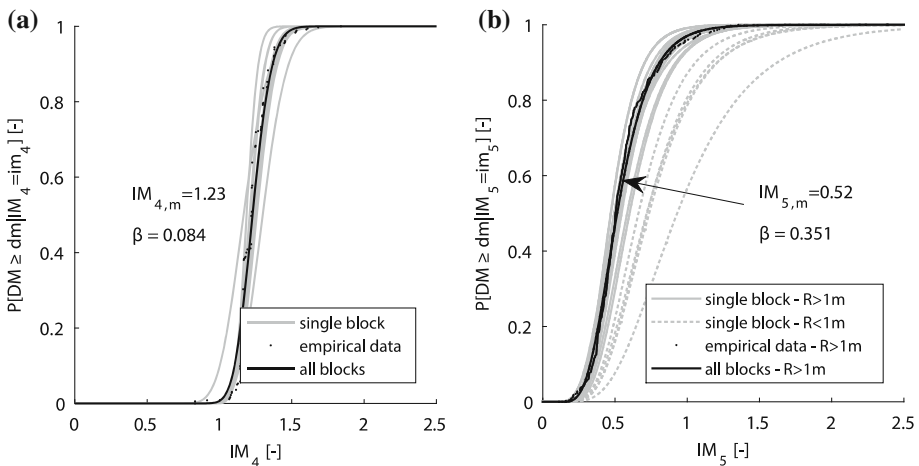 (a)
P[DM ≥ dm|IM₄=im₄] [-]
1
0.8
0.6
0.4
0.2
0
IM₄,ₘ=1.23
β = 0.084
single block
empirical data
all blocks
0 0.5 1 1.5 2 2.5
IM₄ [-]
(b)
P[DM ≥ dm|IM₅=im₅] [-]
1
0.8
0.6
0.4
0.2
0
IM₅,ₘ=0.52
β = 0.351
single block - R>1m
single block - R<1m
empirical data - R>1m
all blocks - R>1m
0 0.5 1 1.5 2 2.5
IM₅ [-]